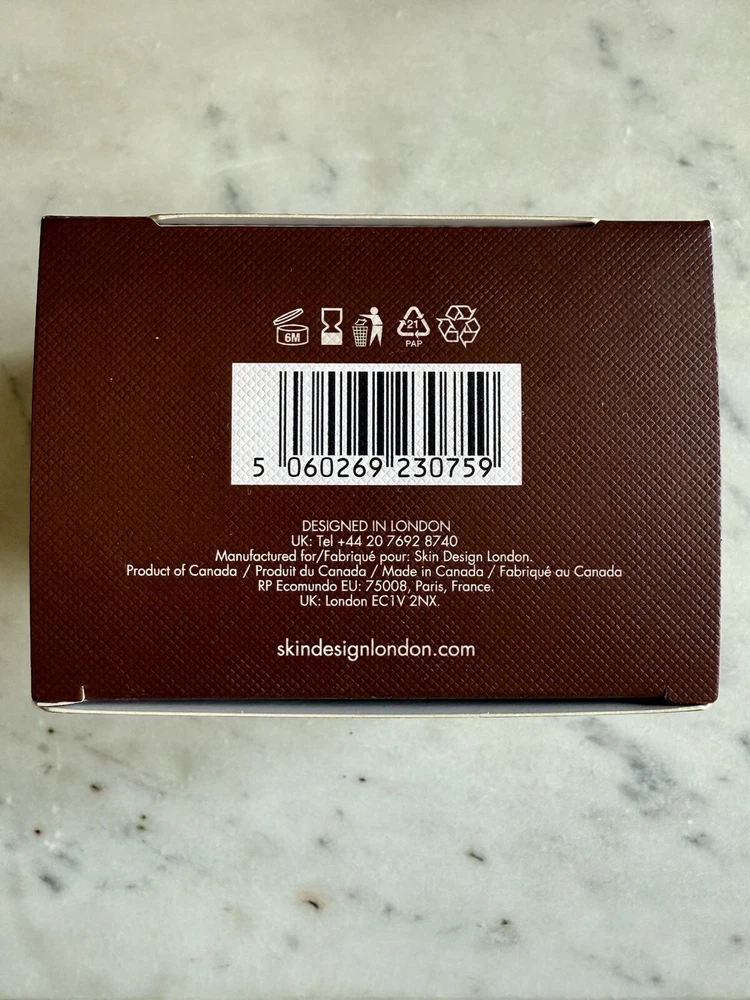 6M
21
PAP
5 060269 230759
DESIGNED IN LONDON
UK: Tel +44 20 7692 8740
Manufactured for/Fabriqué pour: Skin Design London.
Product of Canada / Produit du Canada / Made in Canada / Fabriqué au Canada
RP Ecomundo EU: 75008, Paris, France.
UK: London EC1V 2NX.
skindesignlondon.com